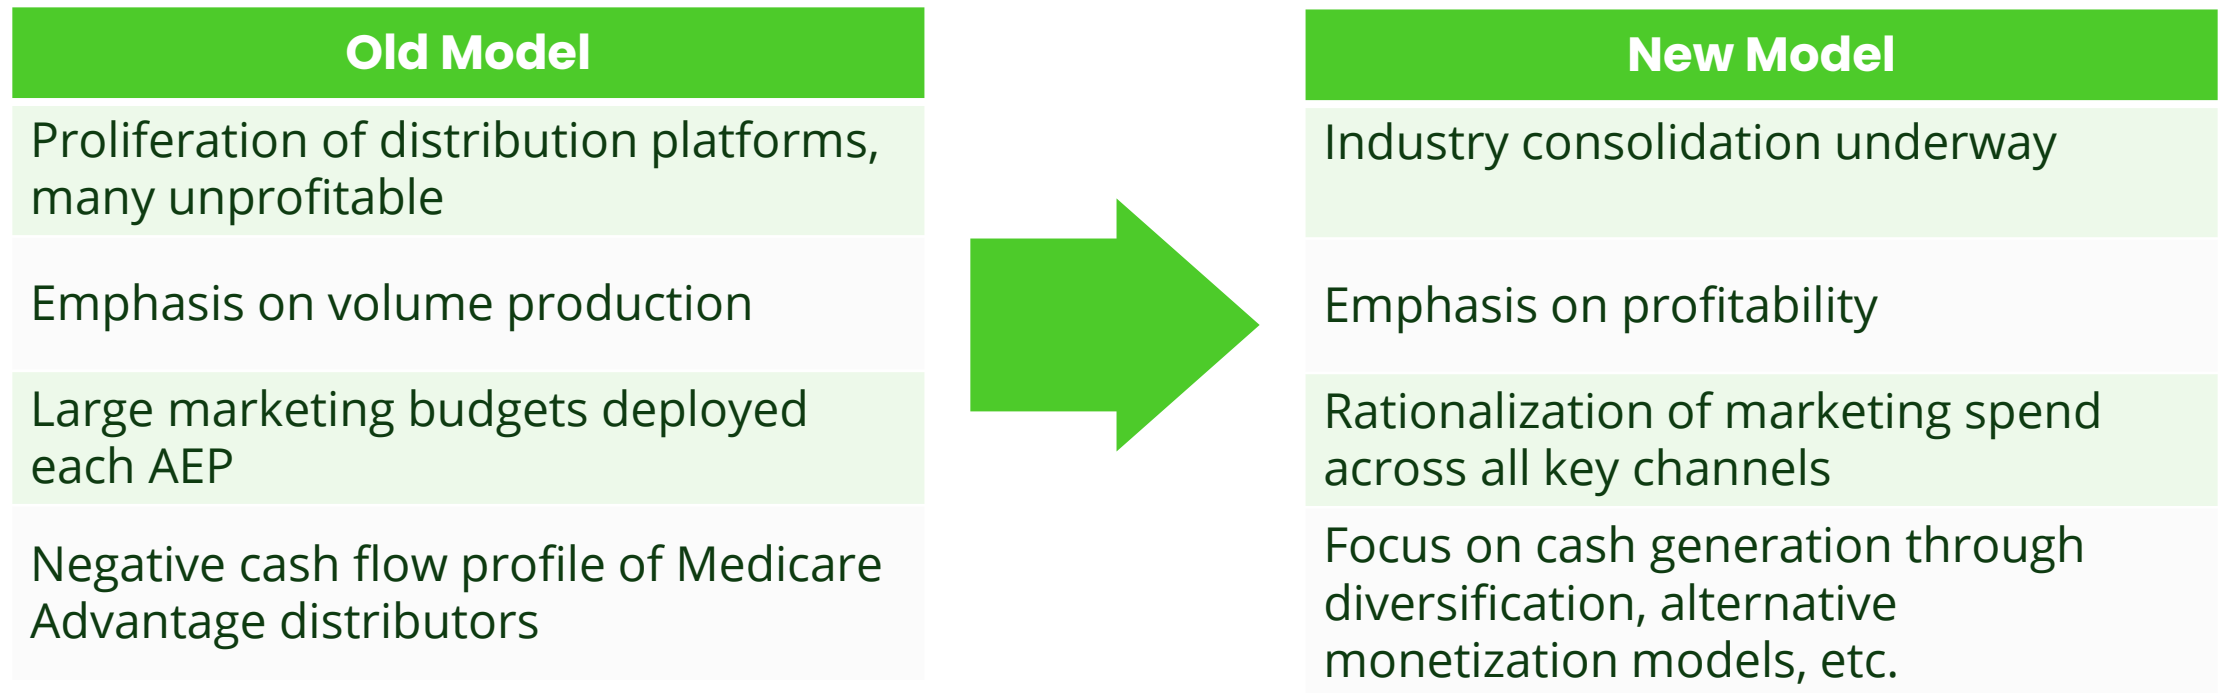 Old Model
Proliferation of distribution platforms,
many unprofitable
Emphasis on volume production
Large marketing budgets deployed
each AEP
Negative cash flow profile of Medicare
Advantage distributors
New Model
Industry consolidation underway
Emphasis on profitability
Rationalization of marketing spend
across all key channels
Focus on cash generation through
diversification, alternative
monetization models, etc.